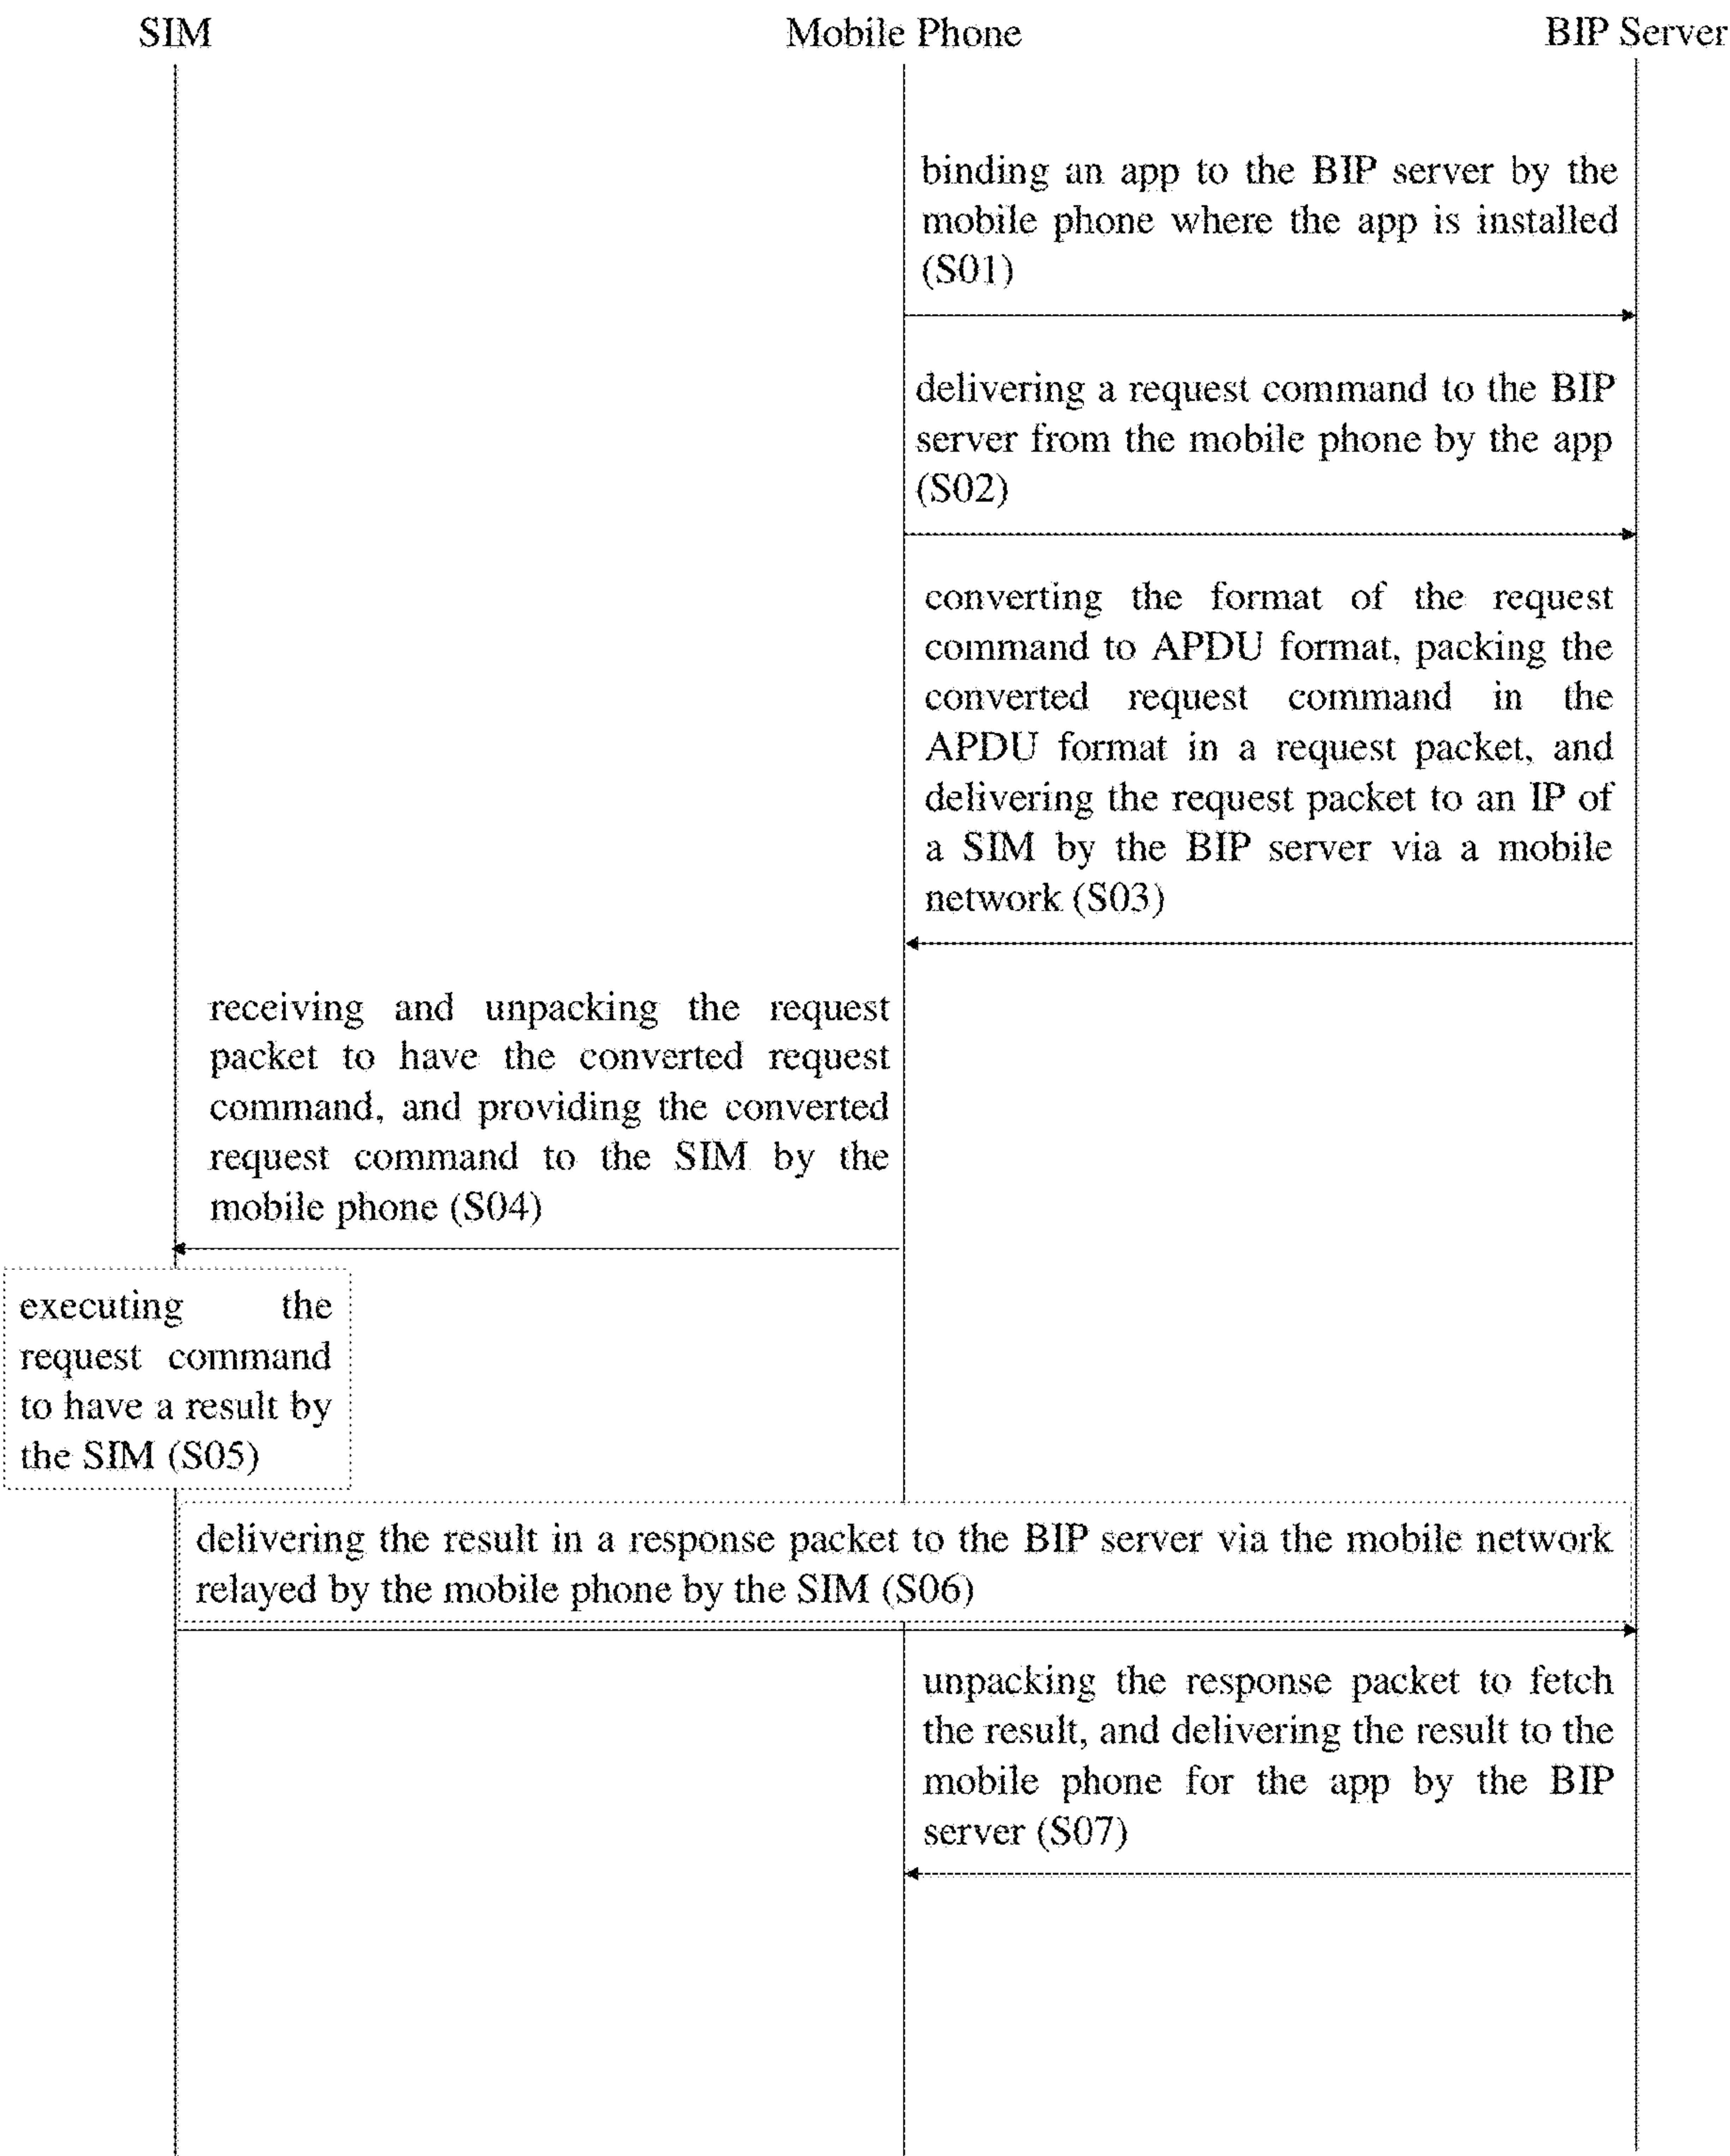 SIM
Mobile Phone
BIP Server
binding an app to the BIP server by the
mobile phone where the app is installed
(S01)
delivering a request command to the BIP
server from the mobile phone by the app
(S02)
converting the format of the request
command to APDU format, packing the
converted request command in the
APDU format in a request packet, and
delivering the request packet to an IP of
a SIM by the BIP server via a mobile
network (S03)
receiving and unpacking the request
packet to have the converted request
command, and providing the converted
request command to the SIM by the
mobile phone (S04)
executing the
request command
to have a result by
the SIM (S05)
delivering the result in a response packet to the BIP server via the mobile network
relayed by the mobile phone by the SIM (S06)
unpacking the response packet to fetch
the result, and delivering the result to the
mobile phone for the app by the BIP
server (S07)